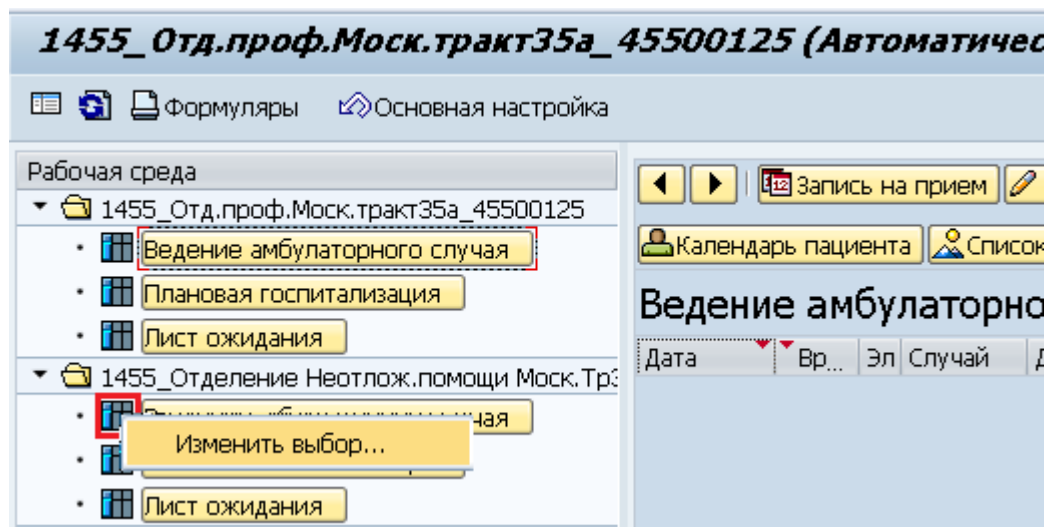 1455_Отд.проф.Моск.тракт35а_45500125 (Автоматичес
Формуляры Основная настройка
Рабочая среда
1455_Отд.проф.Моск.тракт35а_45500125
Ведение амбулаторного случая
Плановая госпитализация
Лист ожидания
1455_Отделение Неотлож.помощи Моск.Тр3
Изменить выбор...
Лист ожидания
Запись на прием
Календарь пациента Список
Ведение амбулаторно
Дата Вр... Эл Случай Д